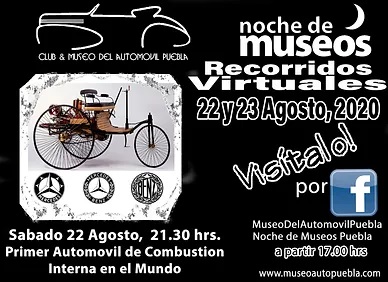 CLUB & MUSEO DEL AUTOMOVIL PUEBLA
noche de
museos
Recorridos
Virtuales
22 y 23 Agosto, 2020
Visítalo!
por f
MuseoDelAutomovilPuebla
Noche de Museos Puebla
a partir 17.00 hrs
www.museoautopuebla.com
BENZ
Sabado 22 Agosto, 21.30 hrs.
Primer Automovil de Combustion
Interna en el Mundo